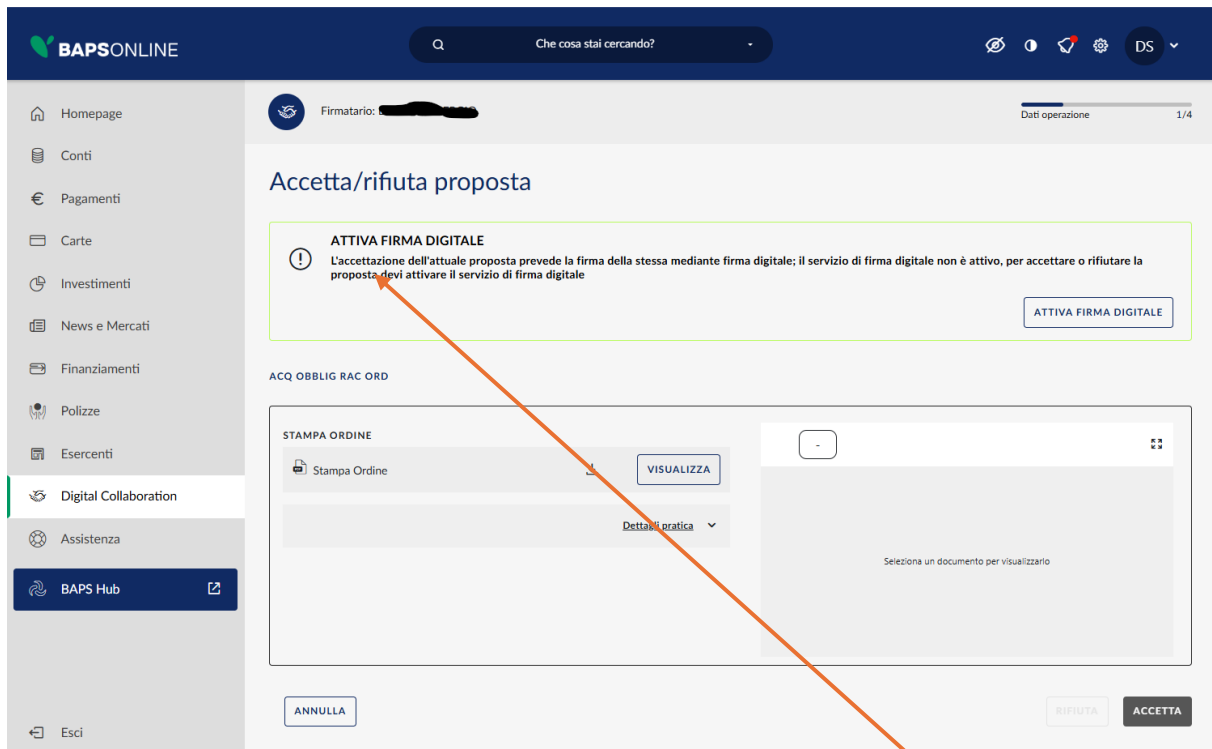 BAPSONLINE
Che cosa stai cercando?
DS
Homepage
Conti
Pagamenti
Carte
Investimenti
News e Mercati
Finanziamenti
Polizze
Esercenti
Digital Collaboration
Assistenza
BAPS Hub
Esci
Firmatario:
Dati operazione 1/4
Accetta/rifiuta proposta
ATTIVA FIRMA DIGITALE
L'accettazione dell'attuale proposta prevede la firma della stessa mediante firma digitale; il servizio di firma digitale non è attivo, per accettare o rifiutare la
proposta devi attivare il servizio di firma digitale
ATTIVA FIRMA DIGITALE
ACQ OBBLIG RAC ORD
STAMPA ORDINE
Stampa Ordine
VISUALIZZA
Dettagli pratica
-
Seleziona un documento per visualizzarlo
ANNULLA
RIFIUTA
ACCETTA